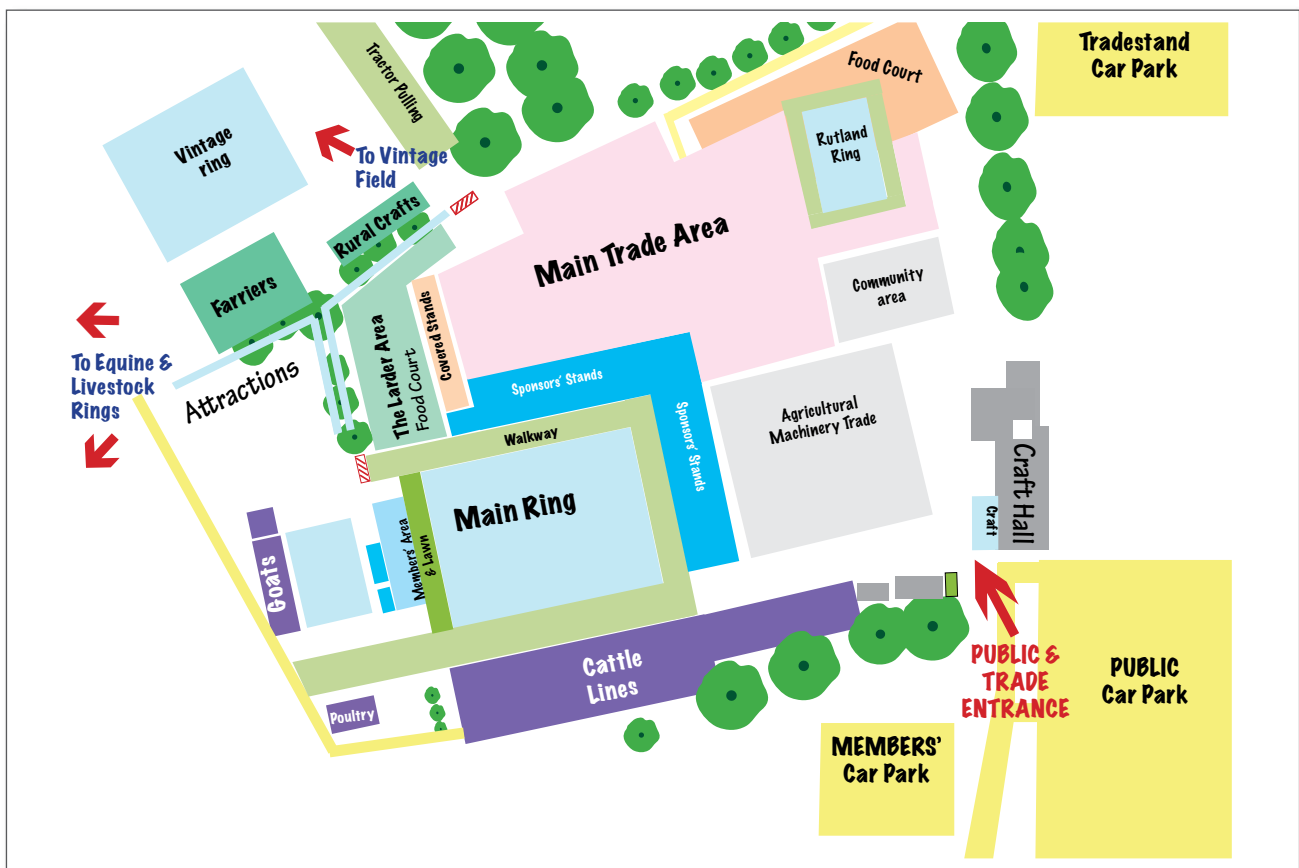 Tradestand
Car Park
Food Court
Tractor Pulling
Rutland
Ring
Vintage
ring
To Vintage
Field
Rural Crafts
Main Trade Area
Farriers
Community
area
Covered Stands
To Equine &
Livestock
Rings
Attractions
The Larder Area
Food Court
Sponsors' Stands
Sponsors' Stands
Agricultural
Machinery Trade
Walkway
Craft Hall
Craft
Main Ring
Members' Area
& Lawn
Goats
Cattle
Lines
Poultry
PUBLIC &
TRADE
ENTRANCE
PUBLIC
Car Park
MEMBERS'
Car Park